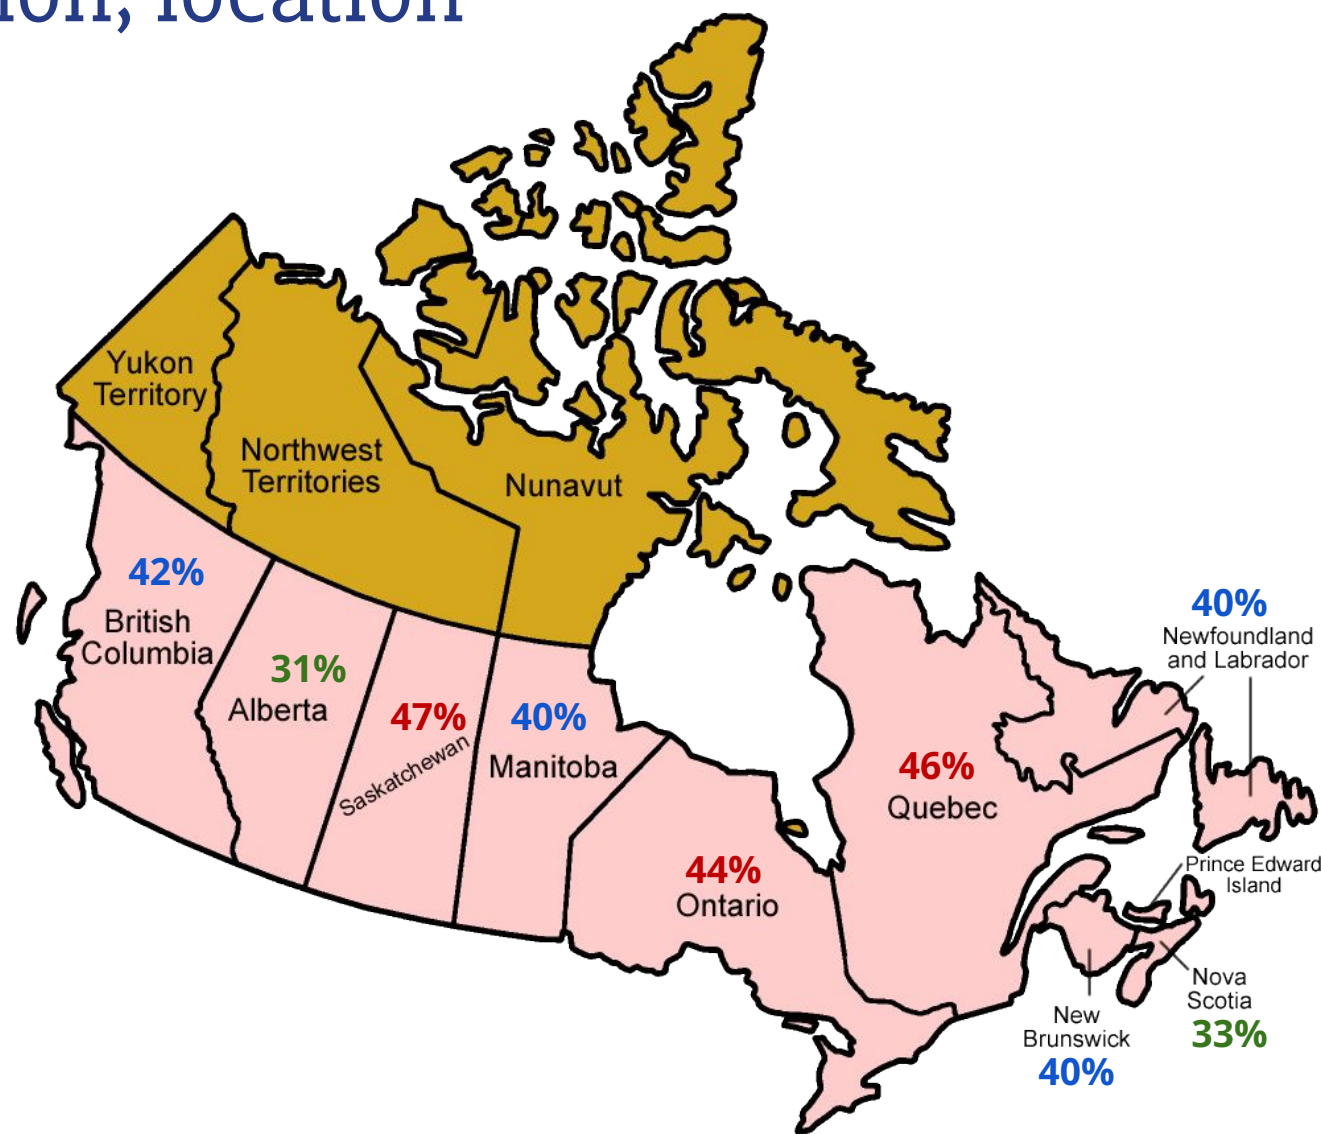 location
Yukon
Territory
Northwest
Territories
Nunavut
42%
British
Columbia
31%
Alberta
47%
Saskatchewan
40%
Manitoba
44%
Ontario
46%
Quebec
40%
Newfoundland
and Labrador
Prince Edward
Island
Nova
Scotia
33%
New
Brunswick
40%